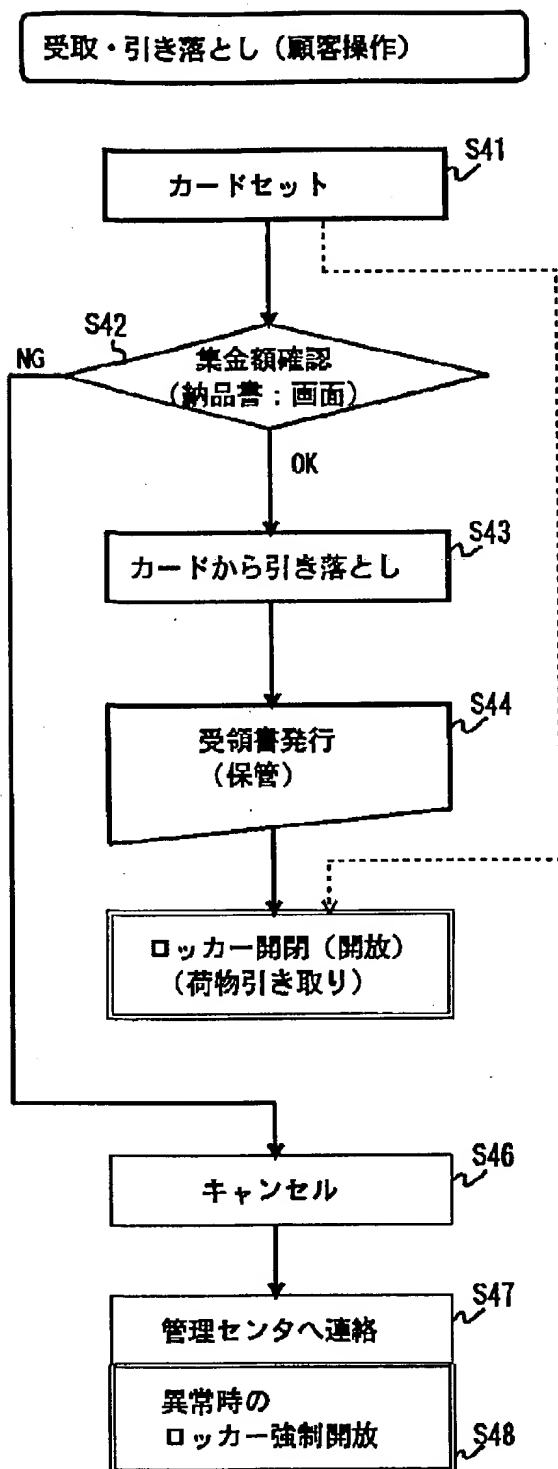 受取・引き落とし（顧客操作）
S41
カードセット
S42
NG
集金額確認
（納品書：画面）
OK
S43
カードから引き落とし
S44
受領書発行
（保管）
ロッカー開閉（開放）
（荷物引き取り）
S46
キャンセル
S47
管理センタへ連絡
異常時の
ロッカー強制開放
S48